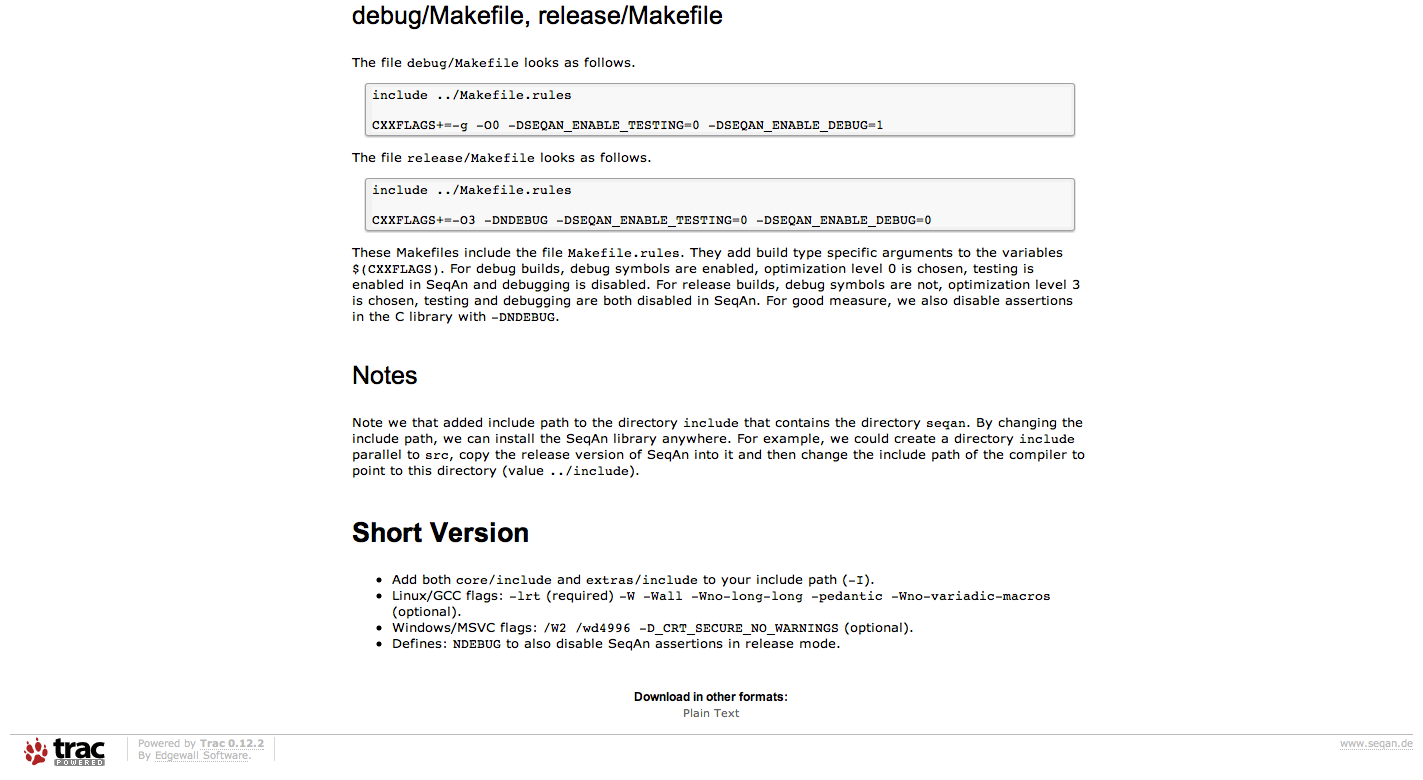 debug/Makefile, release/Makefile
The file debug/Makefile looks as follows.
include ../Makefile.rules
CXXFLAGS+=-g -O0 -DSEQAN_ENABLE_TESTING=0 -DSEQAN_ENABLE_DEBUG=1
The file release/Makefile looks as follows.
include ../Makefile.rules
CXXFLAGS+=-O3 -DNDEBUG -DSEQAN_ENABLE_TESTING=0 -DSEQAN_ENABLE_DEBUG=0
These Makefiles include the file Makefile.rules. They add build type specific arguments to the variables
$(CXXFLAGS). For debug builds, debug symbols are enabled, optimization level 0 is chosen, testing is
enabled in SeqAn and debugging is disabled. For release builds, debug symbols are not, optimization level 3
is chosen, testing and debugging are both disabled in SeqAn. For good measure, we also disable assertions
in the C library with -DNDEBUG.
Notes
Note we that added include path to the directory include that contains the directory seqan. By changing the
include path, we can install the SeqAn library anywhere. For example, we could create a directory include
parallel to src, copy the release version of SeqAn into it and then change the include path of the compiler to
point to this directory (value ../include).
Short Version
• Add both core/include and extras/include to your include path (-I).
• Linux/GCC flags: -lrt (required) -W -Wall -Wno-long-long -pedantic -Wno-variadic-macros
(optional).
• Windows/MSVC flags: /W2 /wd4996 -D_CRT_SECURE_NO_WARNINGS (optional).
• Defines: NDEBUG to also disable SeqAn assertions in release mode.
Download in other formats:
Plain Text
trac
POWERED
Powered by Trac 0.12.2
By Edgewall Software.
www.seqan.de